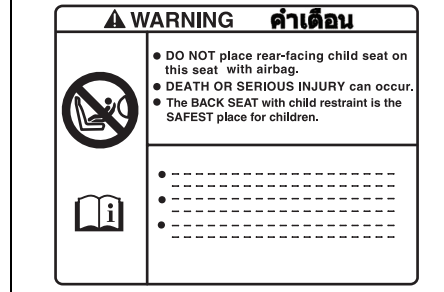 WARNING คำเตือน
● DO NOT place rear-facing child seat on
this seat with airbag.
● DEATH OR SERIOUS INJURY can occur.
● The BACK SEAT with child restraint is the
SAFEST place for children.